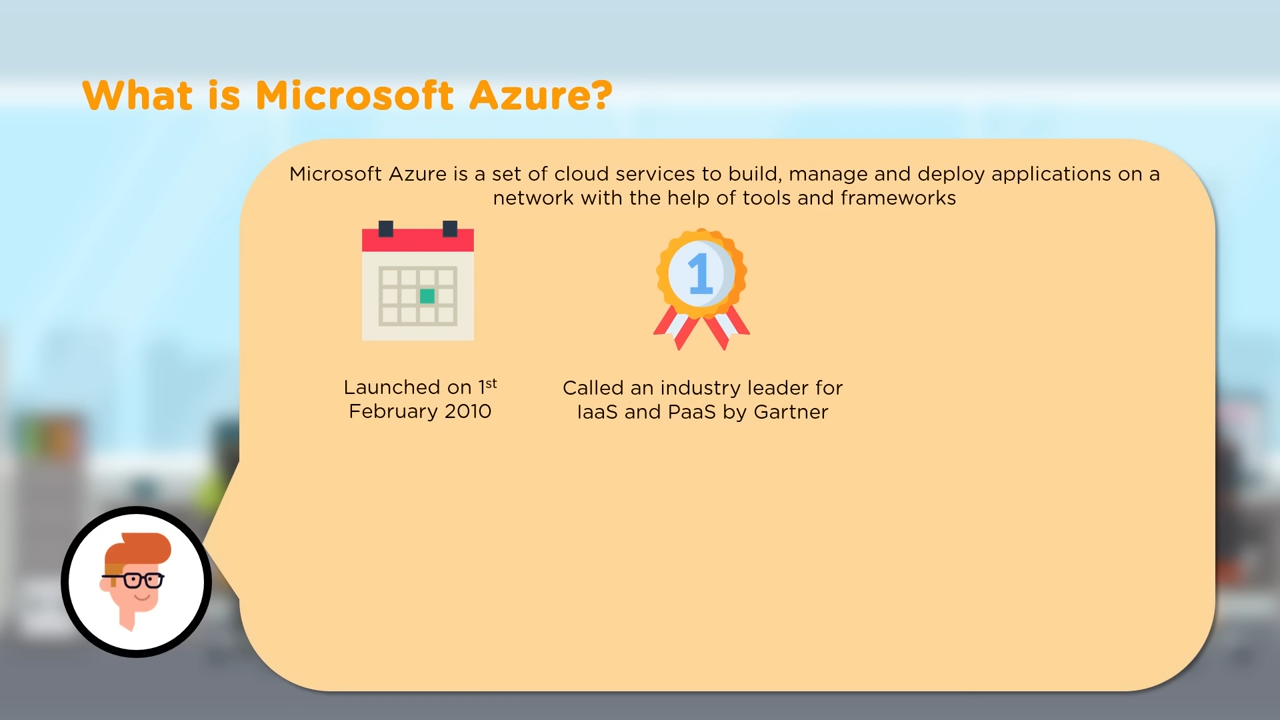 What is Microsoft Azure?
Microsoft Azure is a set of cloud services to build, manage and deploy applications on a
network with the help of tools and frameworks
1
Launched on 1st
February 2010
Called an industry leader for
IaaS and PaaS by Gartner